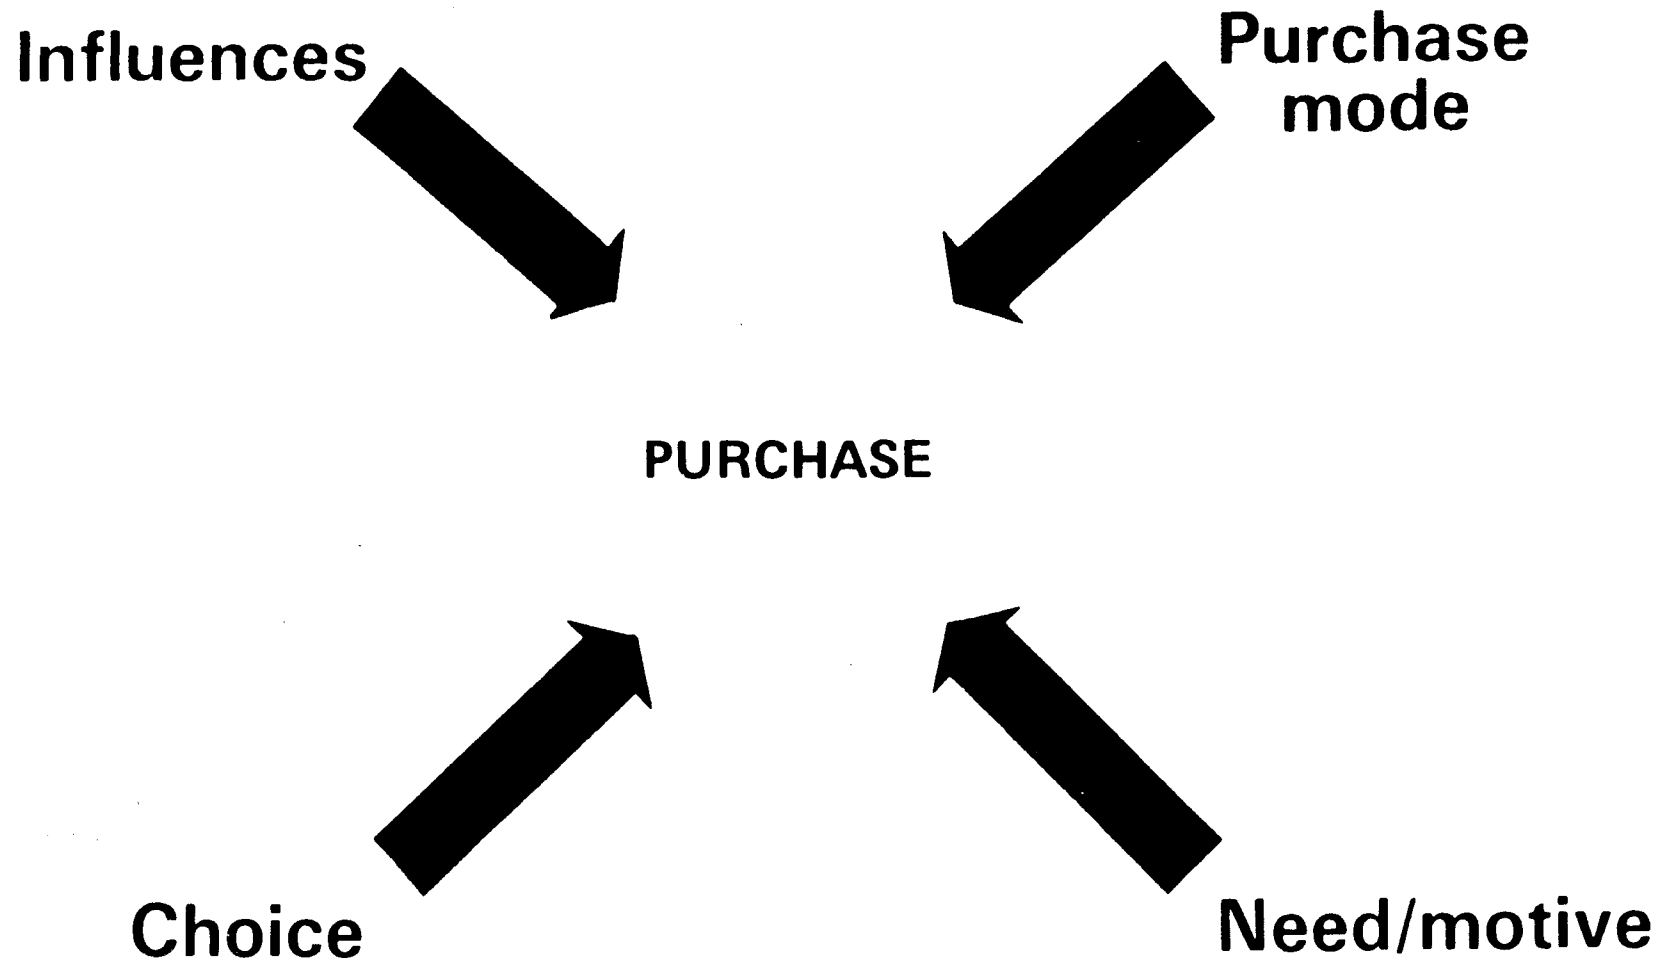 Influences
Purchase
mode
PURCHASE
Choice
Need/motive